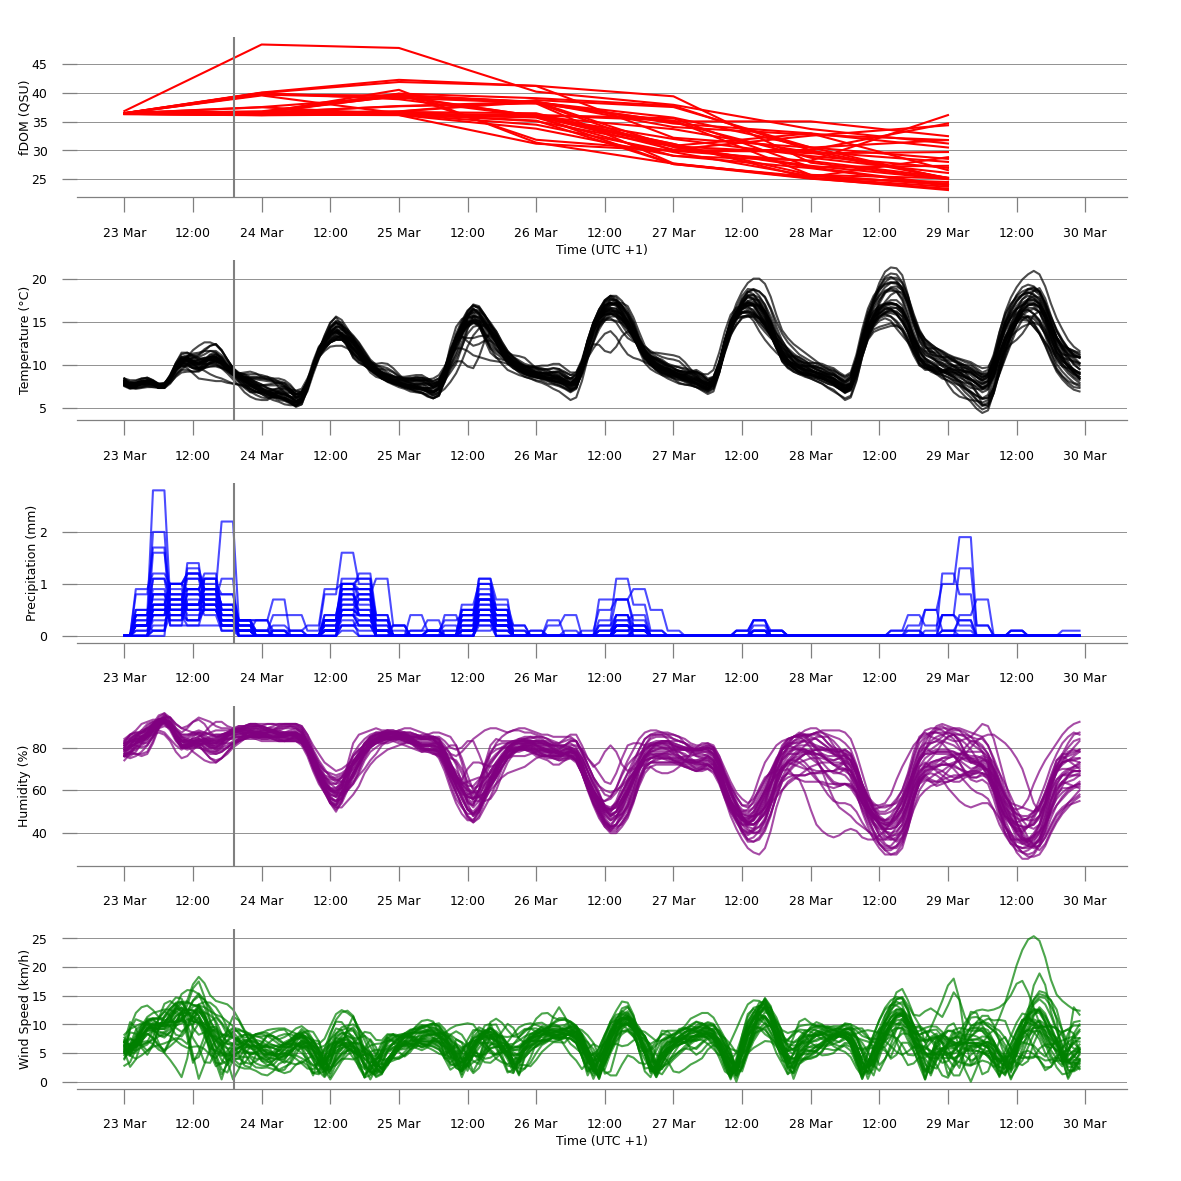 45
40
35
30
25
fDOM (QSU)
23 Mar 12:00 24 Mar 12:00 25 Mar 12:00 26 Mar 12:00 27 Mar 12:00 28 Mar 12:00 29 Mar 12:00 30 Mar
Time (UTC +1)
20
15
10
5
Temperature (°C)
23 Mar 12:00 24 Mar 12:00 25 Mar 12:00 26 Mar 12:00 27 Mar 12:00 28 Mar 12:00 29 Mar 12:00 30 Mar
2
1
0
Precipitation (mm)
23 Mar 12:00 24 Mar 12:00 25 Mar 12:00 26 Mar 12:00 27 Mar 12:00 28 Mar 12:00 29 Mar 12:00 30 Mar
80
60
40
Humidity (%)
23 Mar 12:00 24 Mar 12:00 25 Mar 12:00 26 Mar 12:00 27 Mar 12:00 28 Mar 12:00 29 Mar 12:00 30 Mar
25
20
15
10
5
0
Wind Speed (km/h)
23 Mar 12:00 24 Mar 12:00 25 Mar 12:00 26 Mar 12:00 27 Mar 12:00 28 Mar 12:00 29 Mar 12:00 30 Mar
Time (UTC +1)